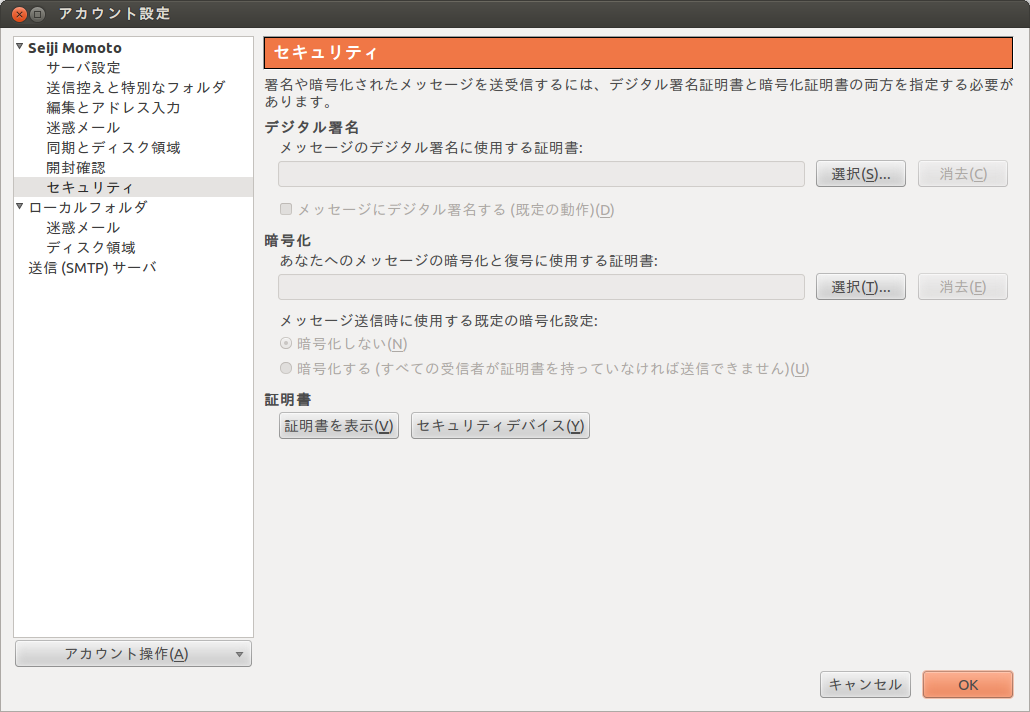 アカウント設定
Seiji Momoto
サーバ設定
送信控えと特別なフォルダ
編集とアドレス入力
迷惑メール
同期とディスク領域
開封確認
セキュリティ
ローカルフォルダ
迷惑メール
ディスク領域
送信 (SMTP) サーバ
アカウント操作(A)
セキュリティ
署名や暗号化されたメッセージを送受信するには、デジタル署名証明書と暗号化証明書の両方を指定する必要が
あります。
デジタル署名
メッセージのデジタル署名に使用する証明書:
選択(S)... 消去(C)
メッセージにデジタル署名する (既定の動作)(D)
暗号化
あなたへのメッセージの暗号化と復号に使用する証明書:
選択(T)... 消去(E)
メッセージ送信時に使用する既定の暗号化設定:
暗号化しない(N)
暗号化する (すべての受信者が証明書を持っていなければ送信できません)(U)
証明書
証明書を表示(V) セキュリティデバイス(Y)
キャンセル OK